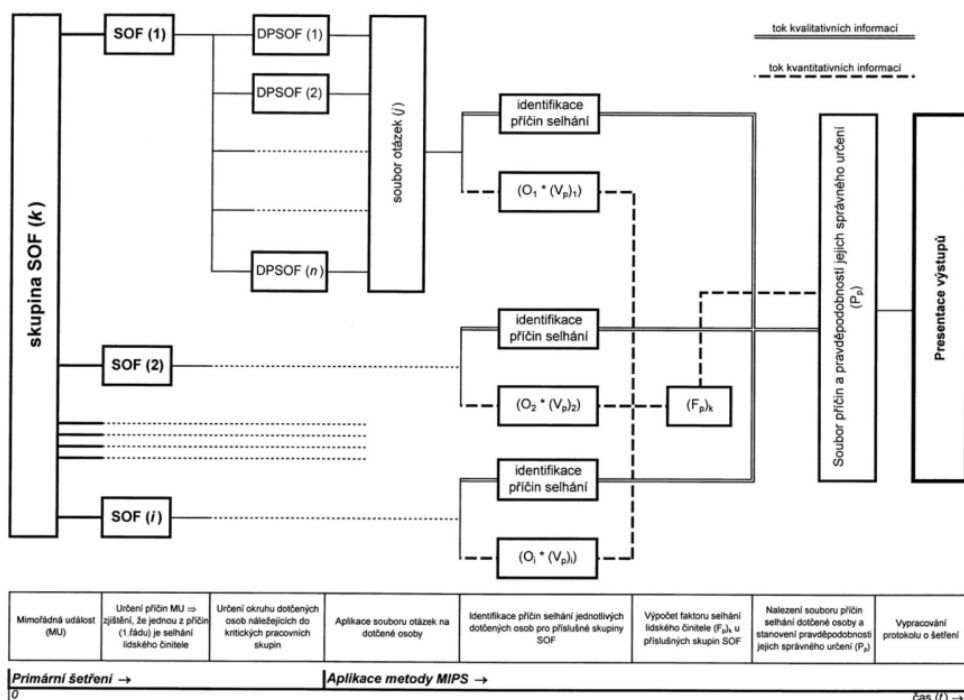 tok kvalitativních informací
tok kvantitativních informací
skupina SOF (k)
SOF (1)
DPSOF (1)
DPSOF (2)
DPSOF (n)
soubor otázek (j)
identifikace
příčin selhání
(O1 * (Vp)1)
SOF (2)
identifikace
příčin selhání
(O2 * (Vp)2)
(Fp)k
SOF (i)
identifikace
příčin selhání
(Oi * (Vp)i)
Soubor příčin a pravděpodobností jejich správného určení
(Pp)
Presentace výstupů
Mimořádná událost
(MU)
Určení příčin MU ⇒
zjištění, že jednou z příčin
(1.řádu) je selhání
lidského činitele
Určení okruhu dotčených
osob náležejících do
kritických pracovních
skupin
Aplikace souboru otázek na
dotčené osoby
Identifikace příčin selhání jednotlivých
dotčených osob pro příslušné skupiny
SOF
Výpočet faktoru selhání
lidského činitele (Fp)k u
příslušných skupin SOF
Nalezení souboru příčin
selhání dotčené osoby a
stanovení pravděpodobnosti
jejich správného určení (Pp)
Vypracování
protokolu o šetření
Primární šetření →
Aplikace metody MIPS →
0
čas (t) →